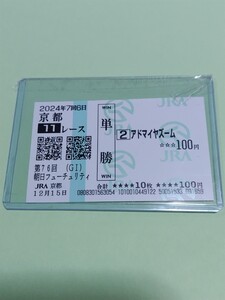 2024年7回6日
京都
11レース
WIN
単勝
WIN
2 アドマイヤズーム
☆☆☆100円
JRA
第76回 (GI)
朝日フューチュリティ
JRA 京都
12月15日
合計 ★★★★10枚 ★★★★100円